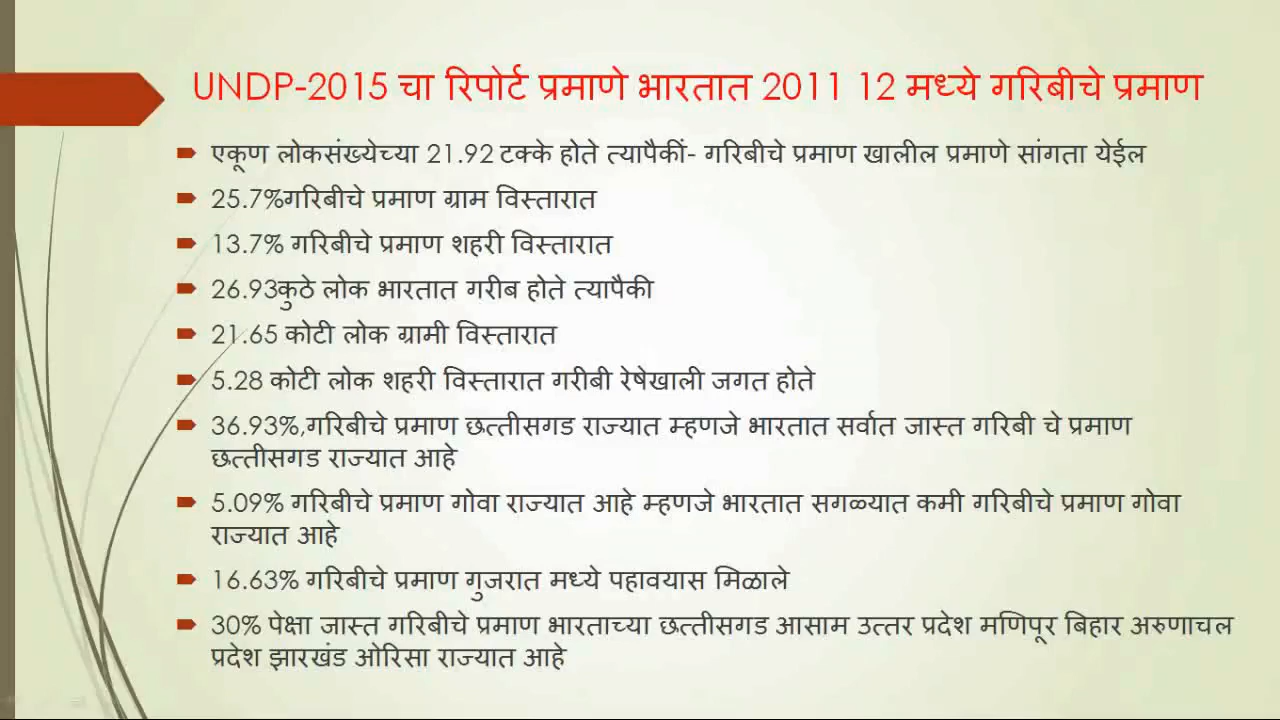 UNDP-2015 चा रिपोर्ट प्रमाणे भारतात 2011 12 मध्ये गरिबीचे प्रमाण
एकूण लोकसंख्येच्या 21.92 टक्के होते त्यापैकीं- गरिबीचे प्रमाण खालील प्रमाणे सांगता येईल
25.7%गरिबीचे प्रमाण ग्राम विस्तारात
13.7% गरिबीचे प्रमाण शहरी विस्तारात
26.93कुठे लोक भारतात गरीब होते त्यापैकी
21.65 कोटी लोक ग्रामी विस्तारात
5.28 कोटी लोक शहरी विस्तारात गरीबी रेषेखाली जगत होते
36.93%,गरिबीचे प्रमाण छत्तीसगड राज्यात म्हणजे भारतात सर्वात जास्त गरिबी चे प्रमाण
छत्तीसगड राज्यात आहे
5.09% गरिबीचे प्रमाण गोवा राज्यात आहे म्हणजे भारतात सगळ्यात कमी गरिबीचे प्रमाण गोवा
राज्यात आहे
16.63% गरिबीचे प्रमाण गुजरात मध्ये पहावयास मिळाले
30% पेक्षा जास्त गरिबीचे प्रमाण भारताच्या छत्तीसगड आसाम उत्तर प्रदेश मणिपूर बिहार अरुणाचल
प्रदेश झारखंड ओरिसा राज्यात आहे